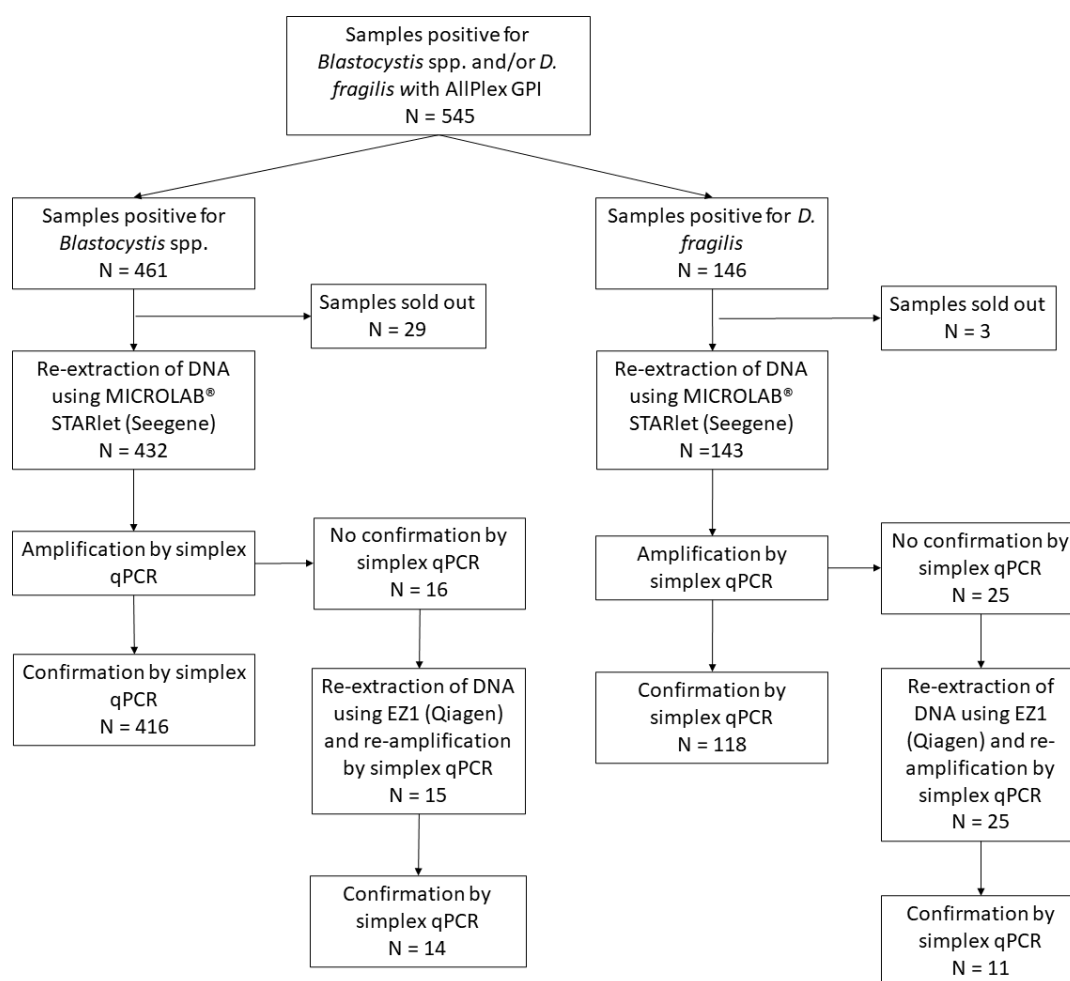 Samples positive for
Blastocystis spp. and/or D.
fragilis with AllPlex GPI
N = 545
Samples positive for
Blastocystis spp.
N = 461
Samples positive for D.
fragilis
N = 146
Samples sold out
N = 29
Samples sold out
N = 3
Re-extraction of DNA
using MICROLAB®
STARlet (Seegene)
N = 432
Re-extraction of DNA
using MICROLAB®
STARlet (Seegene)
N =143
Amplification by simplex
qPCR
No confirmation by
simplex qPCR
N = 16
Amplification by
simplex qPCR
No confirmation by
simplex qPCR
N = 25
Confirmation by simplex
qPCR
N = 416
Re-extraction of DNA
using EZ1 (Qiagen)
and re-amplification
by simplex qPCR
N = 15
Confirmation by
simplex qPCR
N = 118
Re-extraction of
DNA using EZ1
(Qiagen) and re-
amplification by
simplex qPCR
N = 25
Confirmation by
simplex qPCR
N = 14
Confirmation by
simplex qPCR
N = 11